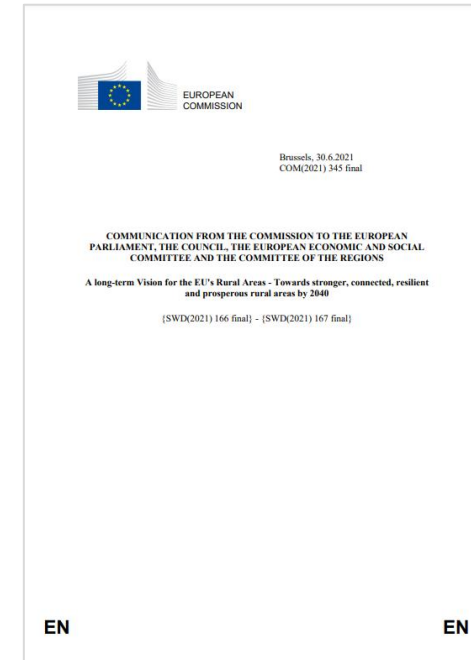 EUROPEAN
COMMISSION
Brussels, 30.6.2021
COM(2021) 345 final
COMMUNICATION FROM THE COMMISSION TO THE EUROPEAN
PARLIAMENT, THE COUNCIL, THE EUROPEAN ECONOMIC AND SOCIAL
COMMITTEE AND THE COMMITTEE OF THE REGIONS
A long-term Vision for the EU's Rural Areas - Towards stronger, connected, resilient
and prosperous rural areas by 2040
{SWD(2021) 166 final} - {SWD(2021) 167 final}
EN EN